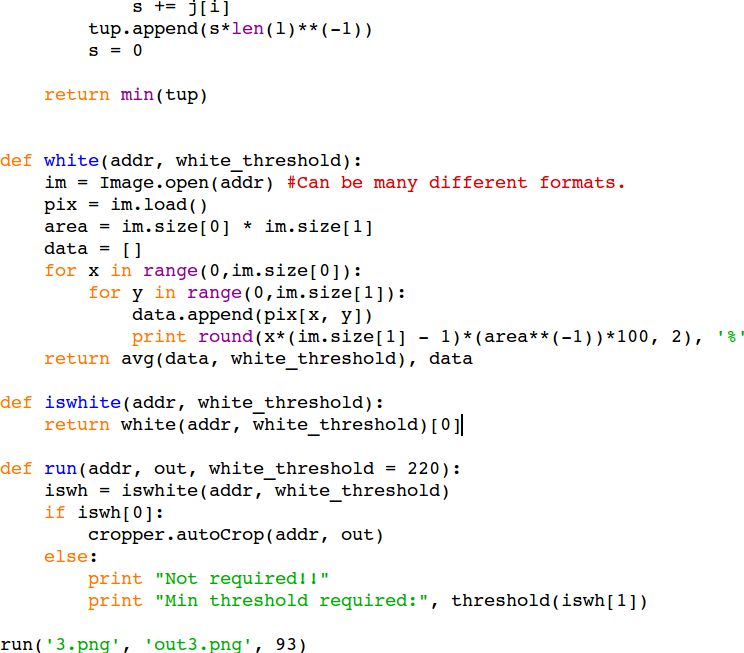 s += j[i]
        tup.append(s*len(l)**(-1))
        s = 0

    return min(tup)


def white(addr, white_threshold):
    im = Image.open(addr) #Can be many different formats.
    pix = im.load()
    area = im.size[0] * im.size[1]
    data = []
    for x in range(0,im.size[0]):
        for y in range(0,im.size[1]):
            data.append(pix[x, y])
            print round(x*(im.size[1] - 1)*(area**(-1))*100, 2), '%'
    return avg(data, white_threshold), data

def iswhite(addr, white_threshold):
    return white(addr, white_threshold)[0]

def run(addr, out, white_threshold = 220):
    iswh = iswhite(addr, white_threshold)
    if iswh[0]:
        cropper.autoCrop(addr, out)
    else:
        print "Not required!!"
        print "Min threshold required:", threshold(iswh[1])

run('3.png', 'out3.png', 93)